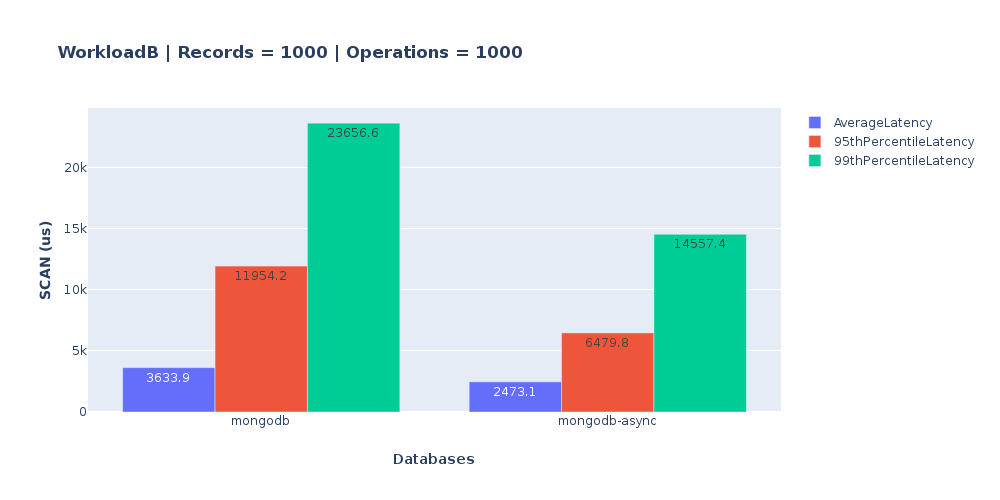 WorkloadB | Records = 1000 | Operations = 1000
AverageLatency
95thPercentileLatency
99thPercentileLatency
SCAN (us)
20k
15k
10k
5k
0
3633.9
11954.2
23656.6
2473.1
6479.8
14557.4
mongodb
mongodb-async
Databases